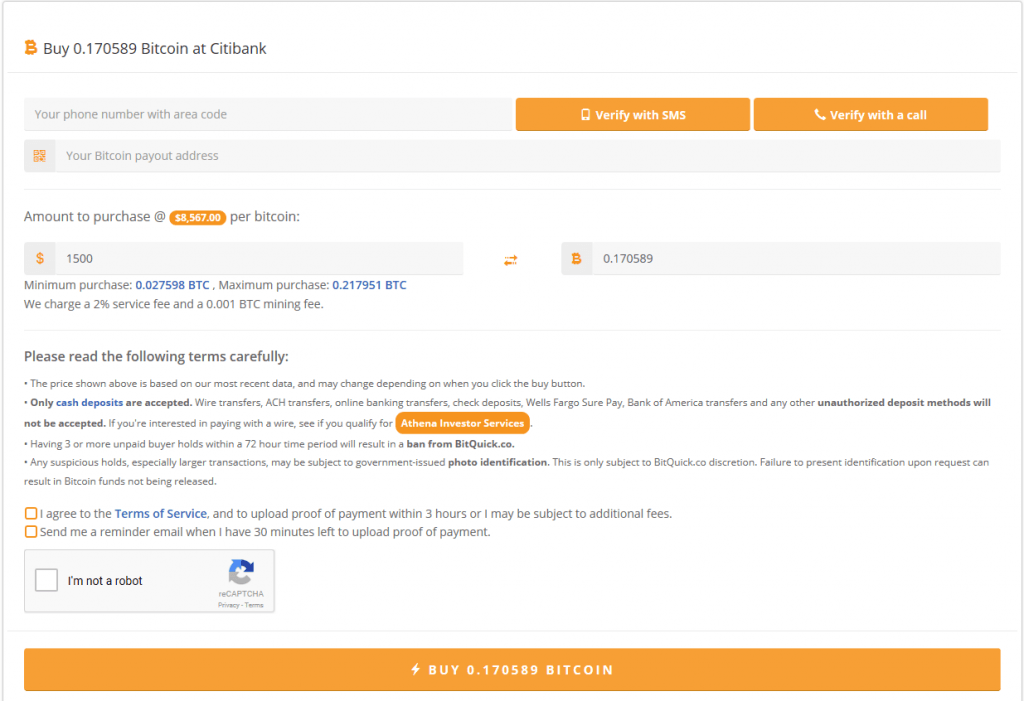 Buy 0.170589 Bitcoin at Citibank
Your phone number with area code
Verify with SMS
Verify with a call
Your Bitcoin payout address
Amount to purchase @ $8,567.00 per bitcoin:
$ 1500
0.170589
Minimum purchase: 0.027598 BTC , Maximum purchase: 0.217951 BTC
We charge a 2% service fee and a 0.001 BTC mining fee.
Please read the following terms carefully:
• The price shown above is based on our most recent data, and may change depending on when you click the buy button.
• Only cash deposits are accepted. Wire transfers, ACH transfers, online banking transfers, check deposits, Wells Fargo Sure Pay, Bank of America transfers and any other unauthorized deposit methods will
not be accepted. If you're interested in paying with a wire, see if you qualify for Athena Investor Services.
• Having 3 or more unpaid buyer holds within a 72 hour time period will result in a ban from BitQuick.co.
• Any suspicious holds, especially larger transactions, may be subject to government-issued photo identification. This is only subject to BitQuick.co discretion. Failure to present identification upon request can
result in Bitcoin funds not being released.
I agree to the Terms of Service, and to upload proof of payment within 3 hours or I may be subject to additional fees.
Send me a reminder email when I have 30 minutes left to upload proof of payment.
I'm not a robot
reCAPTCHA
Privacy - Terms
BUY 0.170589 BITCOIN